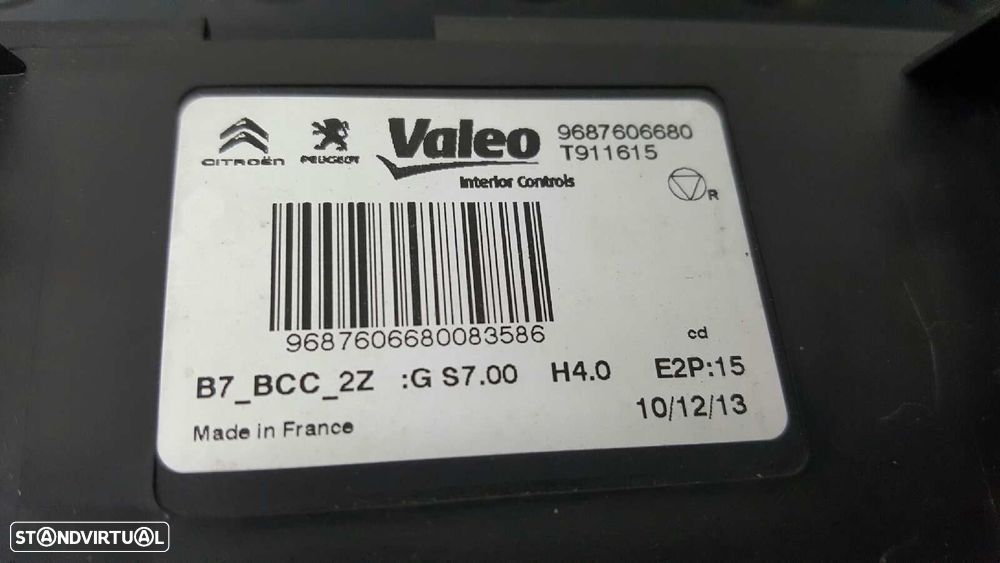 CITROËN
PEUGEOT
Valeo
Interior Controls
9687606680
T911615
R
9687606680083586
cd
B7_BCC_2Z :G S7.00 H4.0 E2P:15
10/12/13
Made in France
STANDVIRTUAL